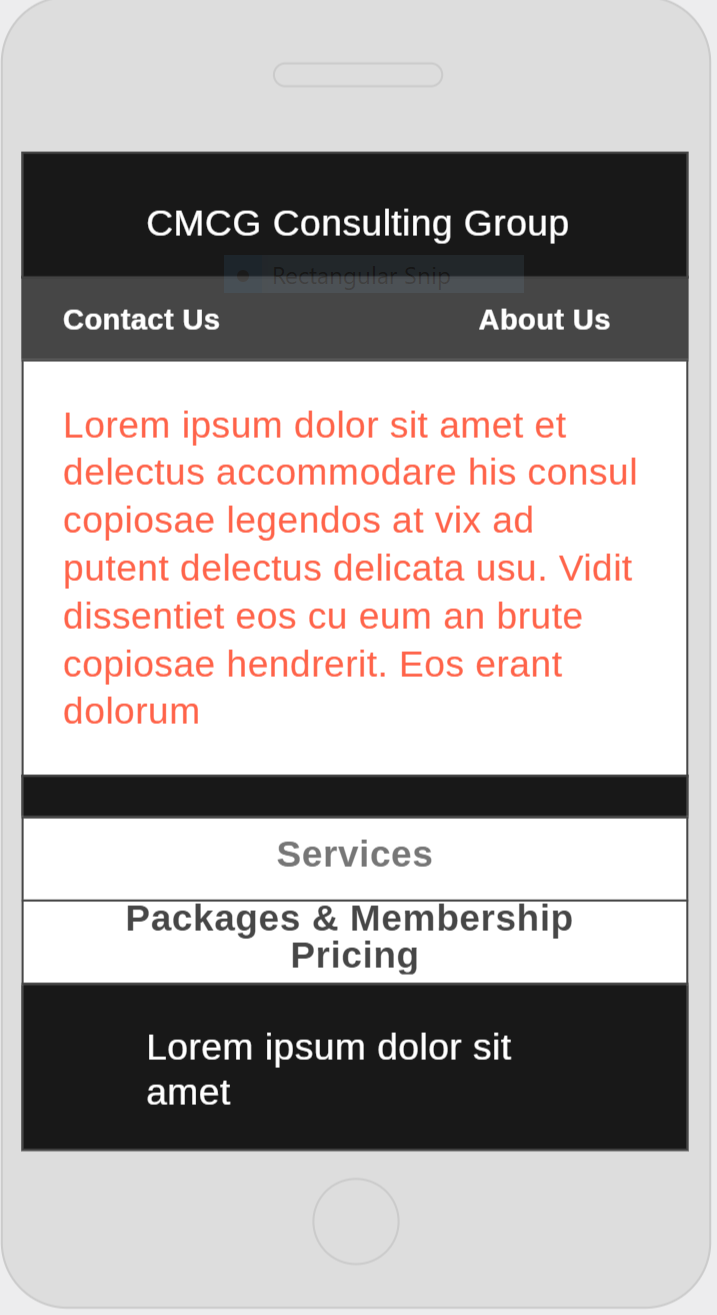 CMCG Consulting Group
Rectangular Snip
Contact Us About Us
Lorem ipsum dolor sit amet et
delectus accommodare his consul
copiosae legendos at vix ad
putent delectus delicata usu. Vidit
dissentiet eos cu eum an brute
copiosae hendrerit. Eos erant
dolorum
Services
Packages & Membership
Pricing
Lorem ipsum dolor sit
amet